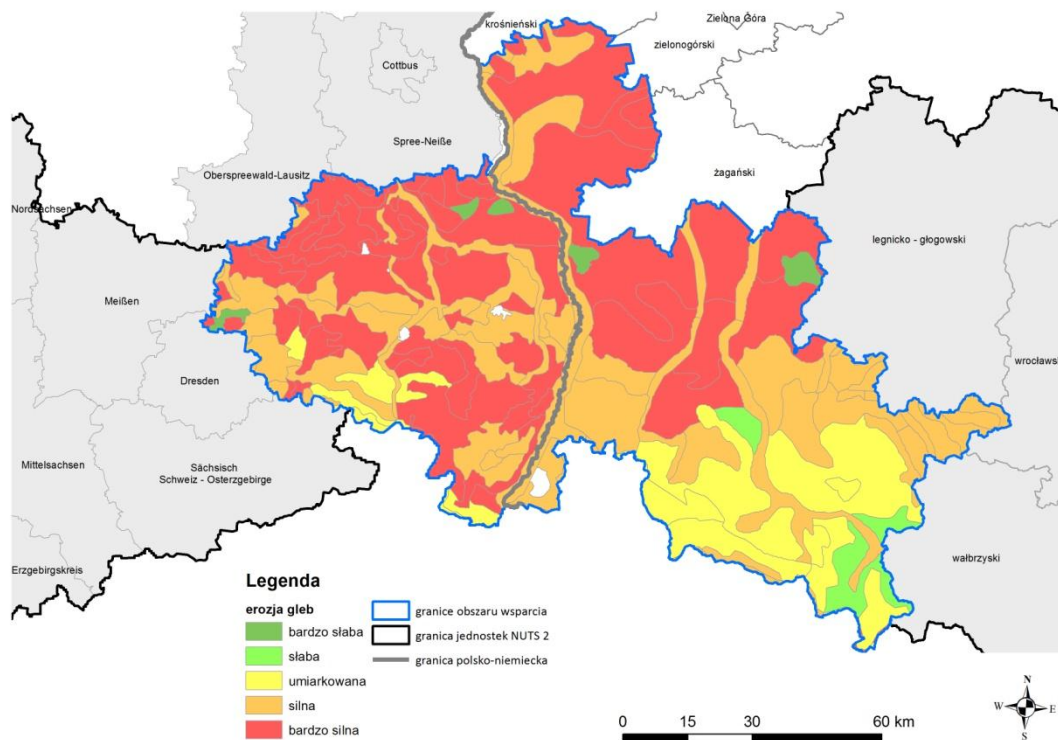 krośnieński
Zielona Góra
zielonogórski
Cottbus
Spree-Neiße
Oberspreewald-Lausitz
żagański
Nordsachsen
legnicko - głogowski
Meißen
wrocławski
Dresden
Mittelsachsen
Sächsisch
Schweiz - Osterzgebirge
wałbrzyski
Erzgebirgskreis
Legenda
erozja gleb
bardzo słaba
słaba
umiarkowana
silna
bardzo silna
granice obszaru wsparcia
granica jednostek NUTS 2
granica polsko-niemiecka
0 15 30 60 km
N
W E
S